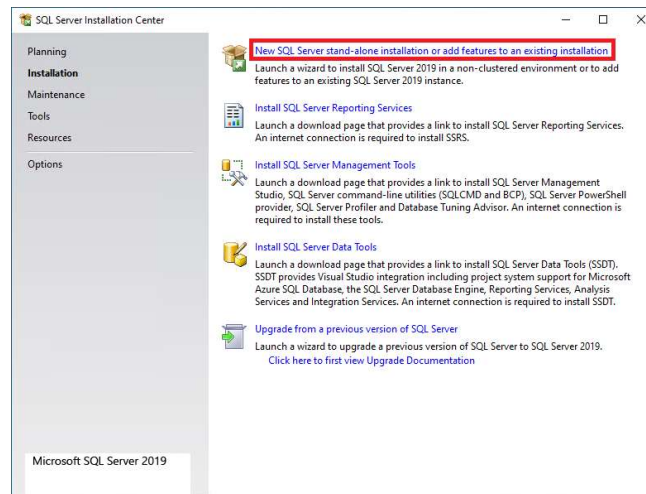 SQL Server Installation Center
Planning
Installation
Maintenance
Tools
Resources
Options
New SQL Server stand-alone installation or add features to an existing installation
Launch a wizard to install SQL Server 2019 in a non-clustered environment or to add
features to an existing SQL Server 2019 instance.
Install SQL Server Reporting Services
Launch a download page that provides a link to install SQL Server Reporting Services.
An internet connection is required to install SSRS.
Install SQL Server Management Tools
Launch a download page that provides a link to install SQL Server Management
Studio, SQL Server command-line utilities (SQLCMD and BCP), SQL Server PowerShell
provider, SQL Server Profiler and Database Tuning Advisor. An internet connection is
required to install these tools.
Install SQL Server Data Tools
Launch a download page that provides a link to install SQL Server Data Tools (SSDT).
SSDT provides Visual Studio integration including project system support for Microsoft
Azure SQL Database, the SQL Server Database Engine, Reporting Services, Analysis
Services and Integration Services. An internet connection is required to install SSDT.
Upgrade from a previous version of SQL Server
Launch a wizard to upgrade a previous version of SQL Server to SQL Server 2019.
Click here to first view Upgrade Documentation
Microsoft SQL Server 2019